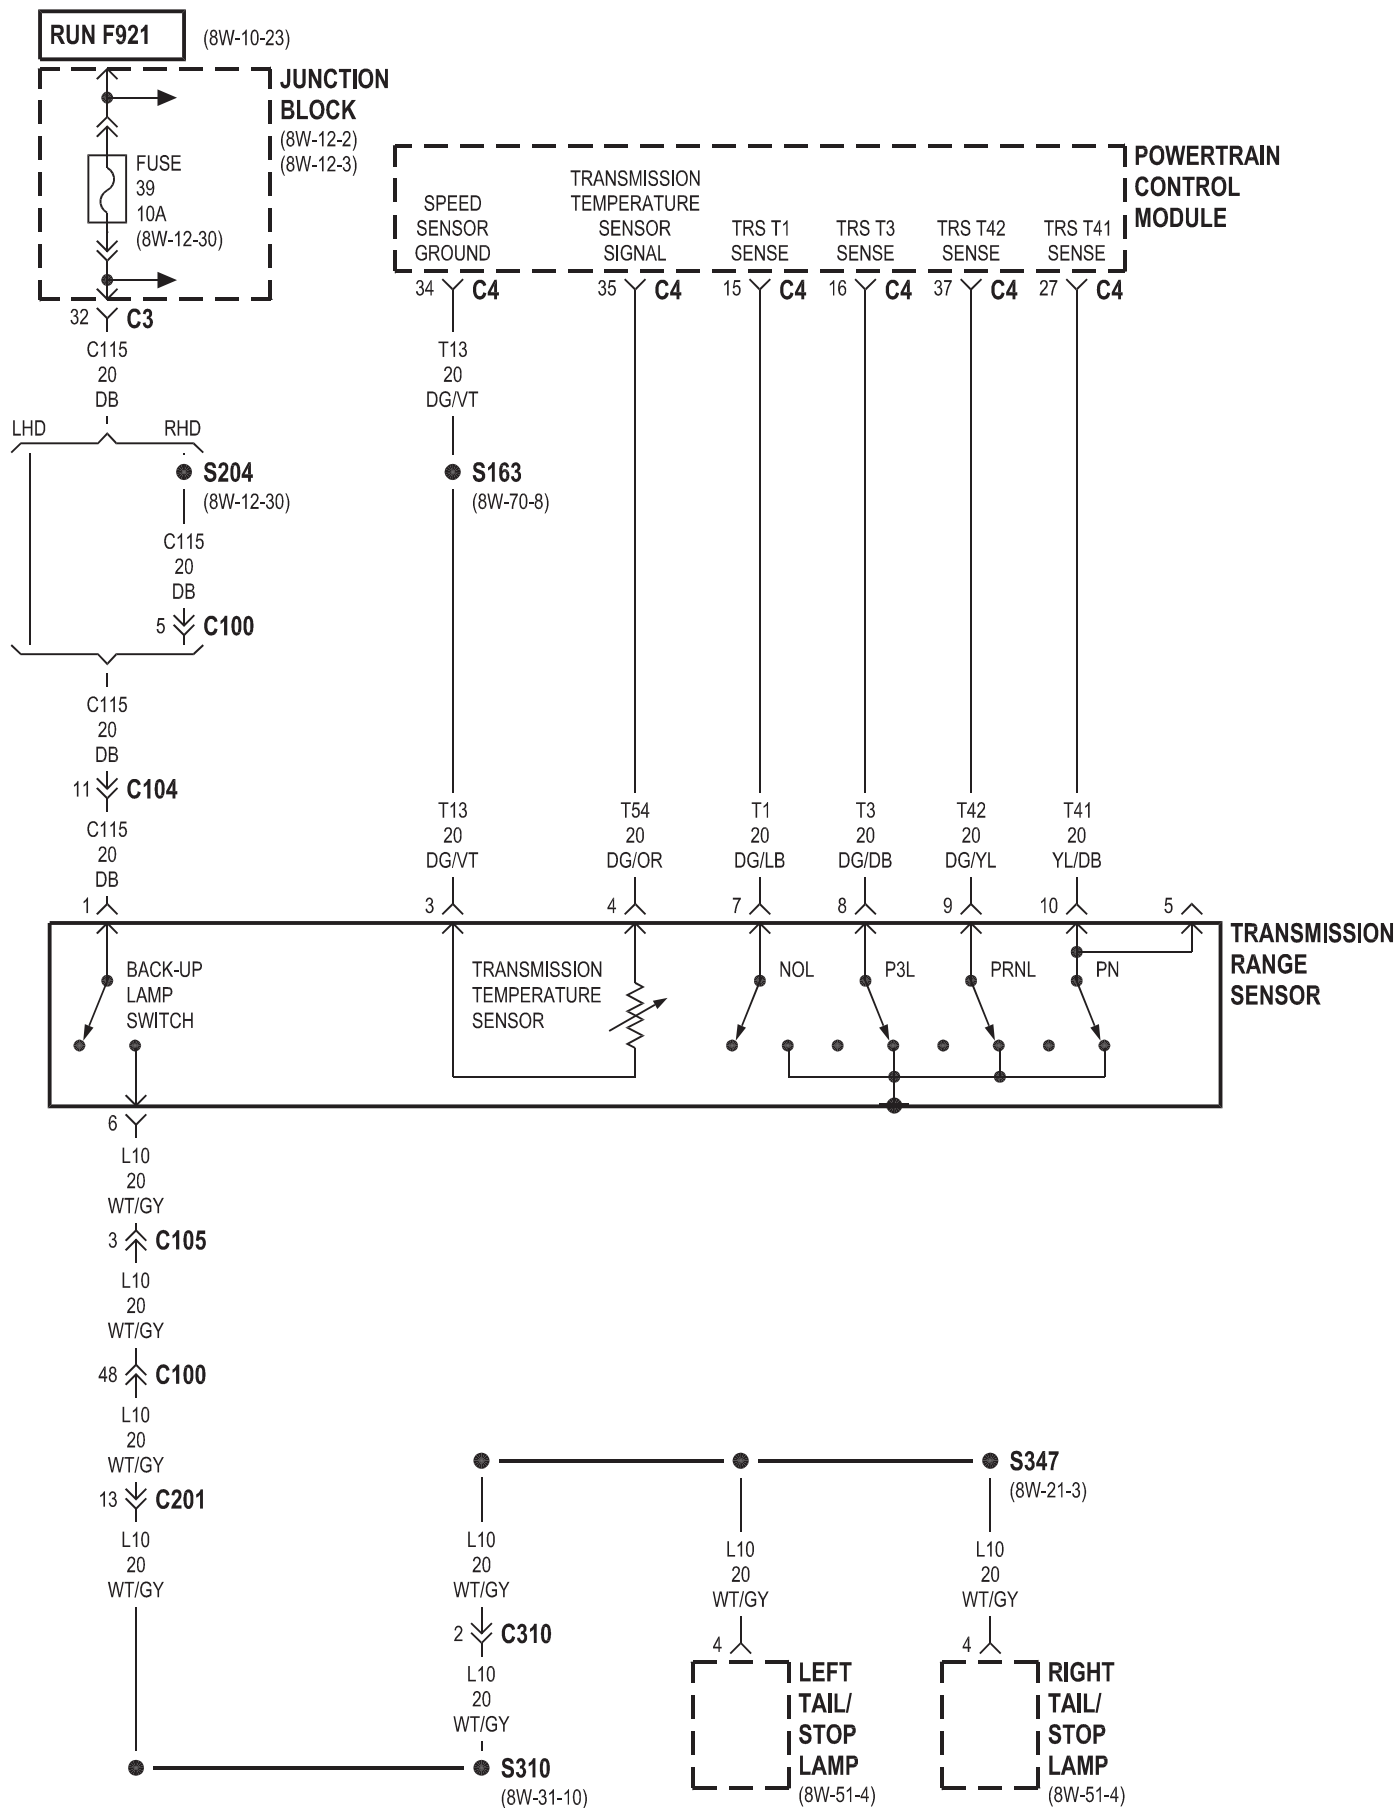 RUN F921
(8W-10-23)
JUNCTION
BLOCK
(8W-12-2)
(8W-12-3)
FUSE
39
10A
(8W-12-30)
32
C3
C115
20
DB
LHD
RHD
S204
(8W-12-30)
C115
20
DB
5
C100
C115
20
DB
11
C104
C115
20
DB
1
POWERTRAIN
CONTROL
MODULE
SPEED
SENSOR
GROUND
TRANSMISSION
TEMPERATURE
SENSOR
SIGNAL
TRS T1
SENSE
TRS T3
SENSE
TRS T42
SENSE
TRS T41
SENSE
34
C4
35
C4
15
C4
16
C4
37
C4
27
C4
T13
20
DG/VT
S163
(8W-70-8)
T13
20
DG/VT
T54
20
DG/OR
T1
20
DG/LB
T3
20
DG/DB
T42
20
DG/YL
T41
20
YL/DB
3
4
7
8
9
10
5
TRANSMISSION
RANGE
SENSOR
BACK-UP
LAMP
SWITCH
TRANSMISSION
TEMPERATURE
SENSOR
NOL
P3L
PRNL
PN
6
L10
20
WT/GY
3
C105
L10
20
WT/GY
48
C100
L10
20
WT/GY
13
C201
L10
20
WT/GY
S347
(8W-21-3)
L10
20
WT/GY
2
C310
L10
20
WT/GY
S310
(8W-31-10)
L10
20
WT/GY
4
LEFT
TAIL/
STOP
LAMP
(8W-51-4)
L10
20
WT/GY
4
RIGHT
TAIL/
STOP
LAMP
(8W-51-4)